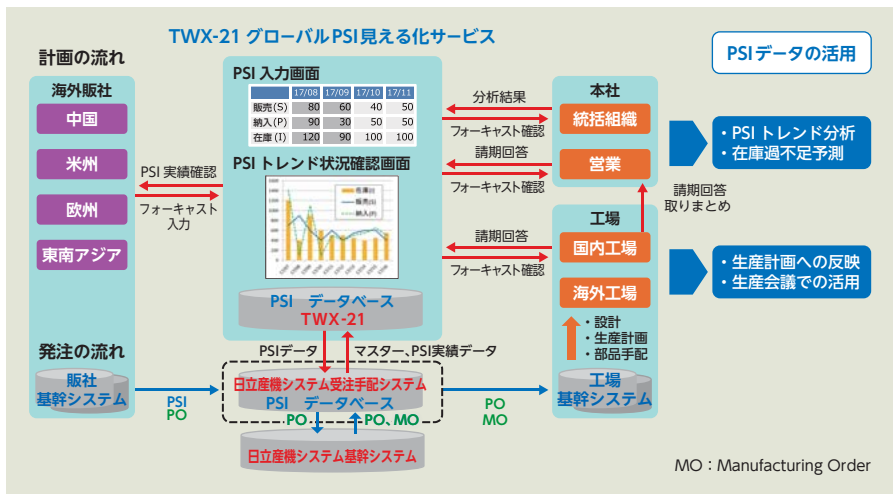 TWX-21 グローバルPSI見える化サービス
計画の流れ
海外販社
中国
米州
欧州
東南アジア
PSI 実績確認
フォーキャスト
入力
PSI 入力画面
17/08 17/09 17/10 17/11
販売(S) 80 60 40 50
納入(P) 90 30 50 50
在庫(I) 120 90 100 100
PSI トレンド状況確認画面
在庫(I)
販売(S)
納入(P)
PSI データベース
TWX-21
分析結果
フォーキャスト確認
請期回答
フォーキャスト確認
請期回答
フォーキャスト確認
本社
統括組織
営業
請期回答
取りまとめ
工場
国内工場
海外工場
・設計
・生産計画
・部品手配
工場
基幹システム
PSIデータの活用
・PSI トレンド分析
・在庫過不足予測
・生産計画への反映
・生産会議での活用
発注の流れ
販社
基幹システム
PSI
PO
PSIデータ
マスター、PSI実績データ
日立産機システム受注手配システム
PSI データベース
PO
PO、MO
日立産機システム基幹システム
PO
MO
MO：Manufacturing Order